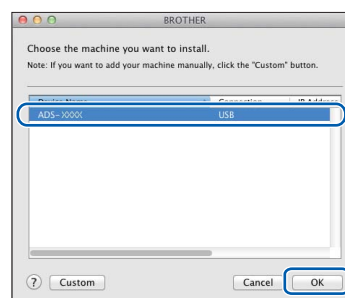 BROTHER
Choose the machine you want to install.
Note: If you want to add your machine manually, click the "Custom" button.
Device Name Connection IP Address
ADS-XXXX USB
? Custom Cancel OK